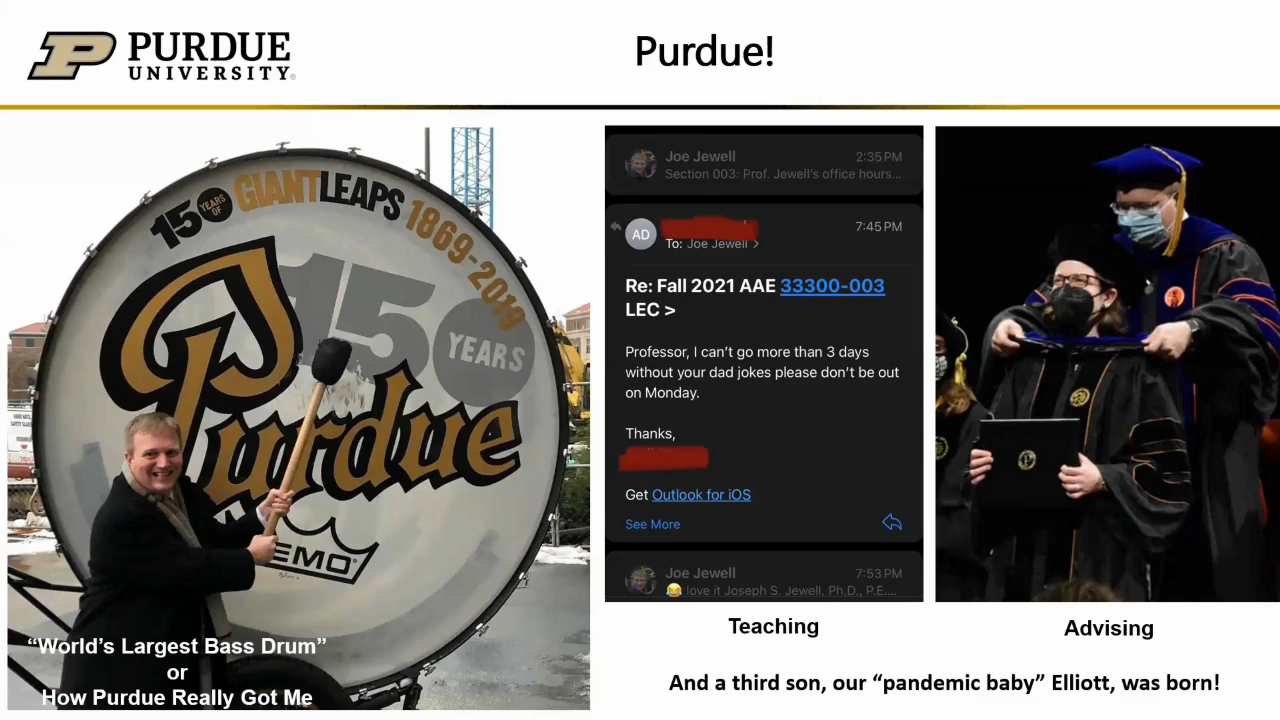 PURDUE
UNIVERSITY®
Purdue!
150 YEARS OF GIANT LEAPS 1869-2019
150
YEARS
Purdue
REMO®
"World's Largest Bass Drum"
or
How Purdue Really Got Me
Joe Jewell 2:35 PM
Section 003: Prof. Jewell's office hours...
AD 7:45 PM
To: Joe Jewell >
Re: Fall 2021 AAE 33300-003
LEC >
Professor, I can't go more than 3 days
without your dad jokes please don't be out
on Monday.
Thanks,
Get Outlook for iOS
See More
Joe Jewell 7:53 PM
😂 love it Joseph S. Jewell, Ph.D., P.E....
Teaching
Advising
And a third son, our "pandemic baby" Elliott, was born!